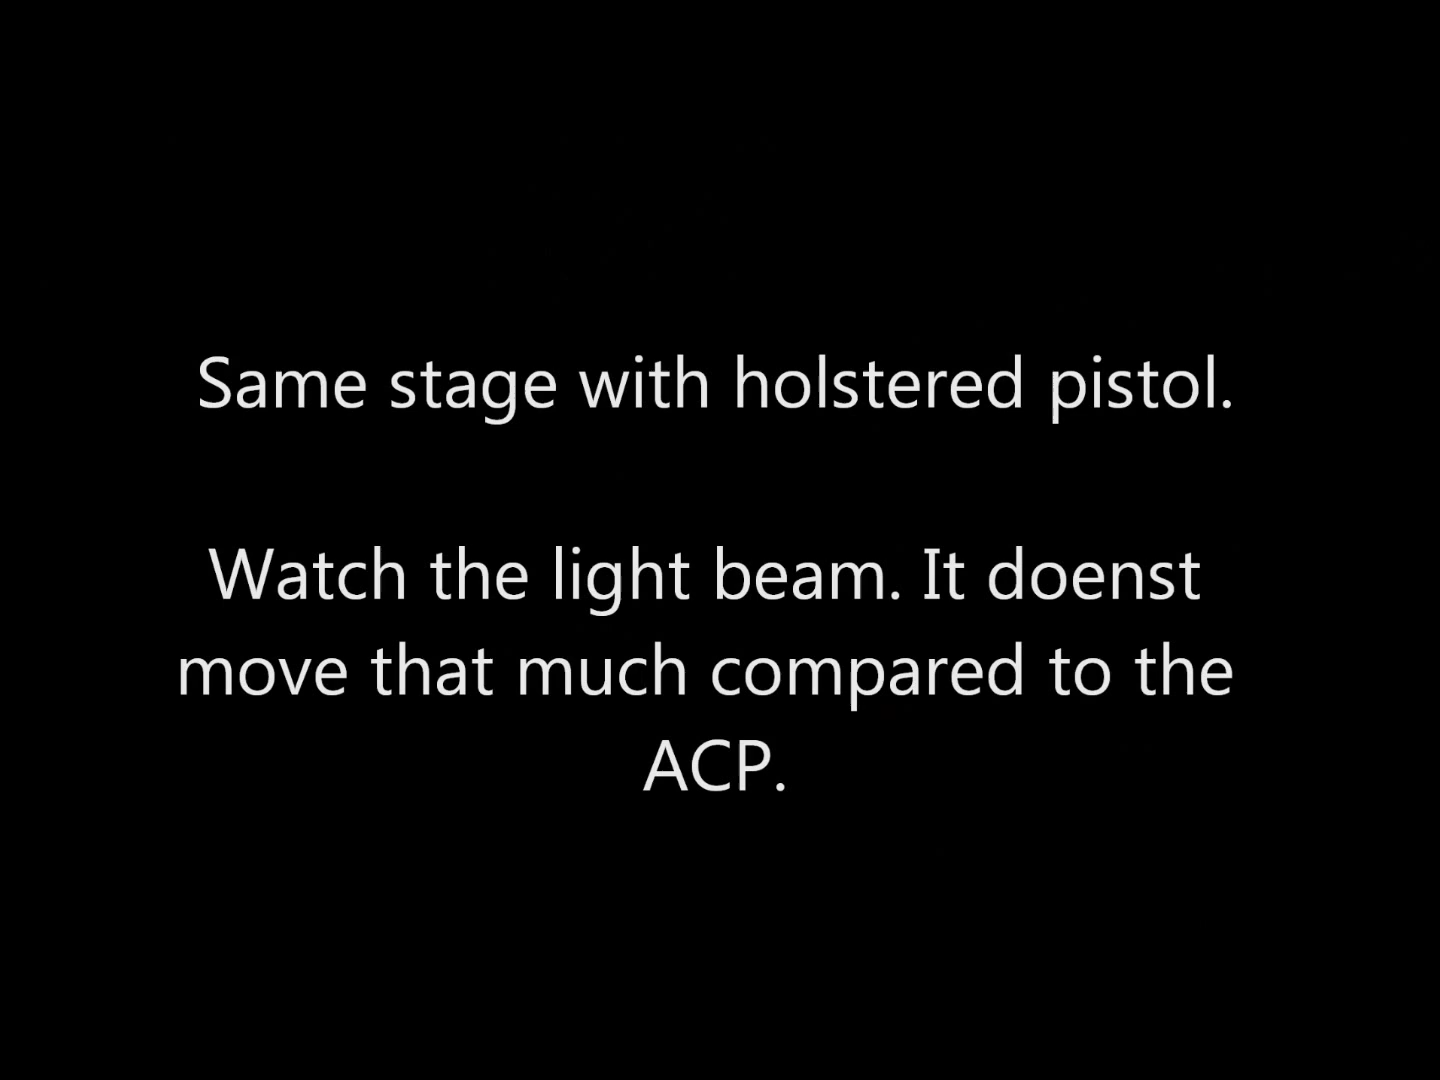 Same stage with holstered pistol.
Watch the light beam. It doenst
move that much compared to the
ACP.